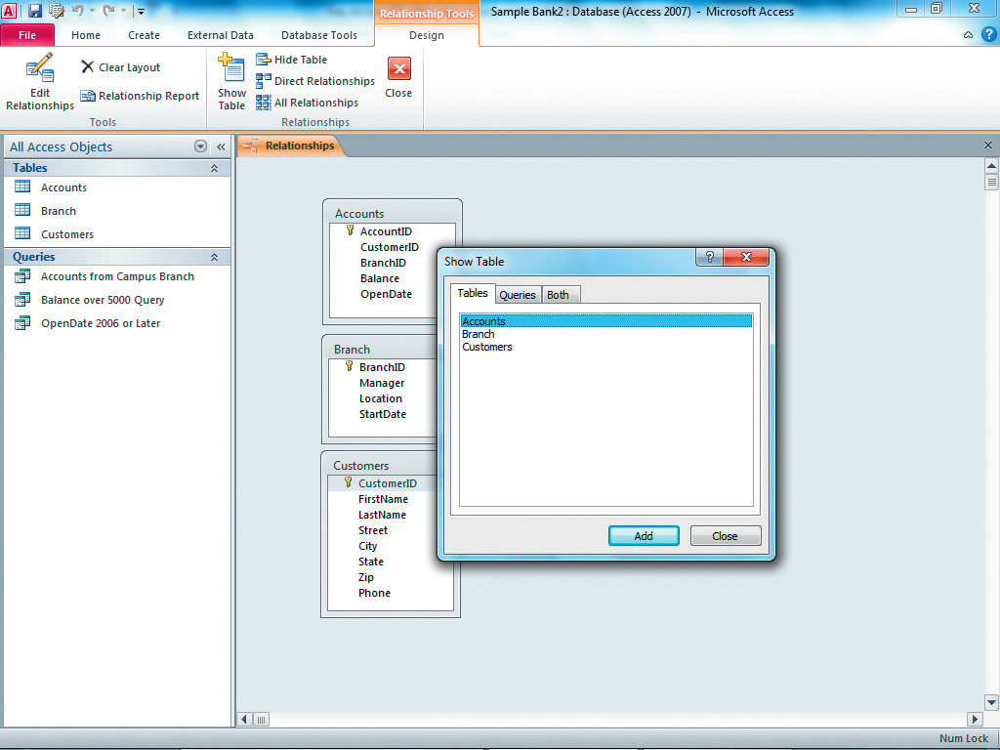 Relationship Tools
Sample Bank2 : Database (Access 2007) - Microsoft Access
File Home Create External Data Database Tools Design
Edit Relationships
Clear Layout
Relationship Report
Tools
Show Table
Hide Table
Direct Relationships
All Relationships
Close
Relationships
All Access Objects
Tables
Accounts
Branch
Customers
Queries
Accounts from Campus Branch
Balance over 5000 Query
OpenDate 2006 or Later
Relationships
Accounts
AccountID
CustomerID
BranchID
Balance
OpenDate
Branch
BranchID
Manager
Location
StartDate
Customers
CustomerID
FirstName
LastName
Street
City
State
Zip
Phone
Show Table
Tables Queries Both
Accounts
Branch
Customers
Add Close
Num Lock